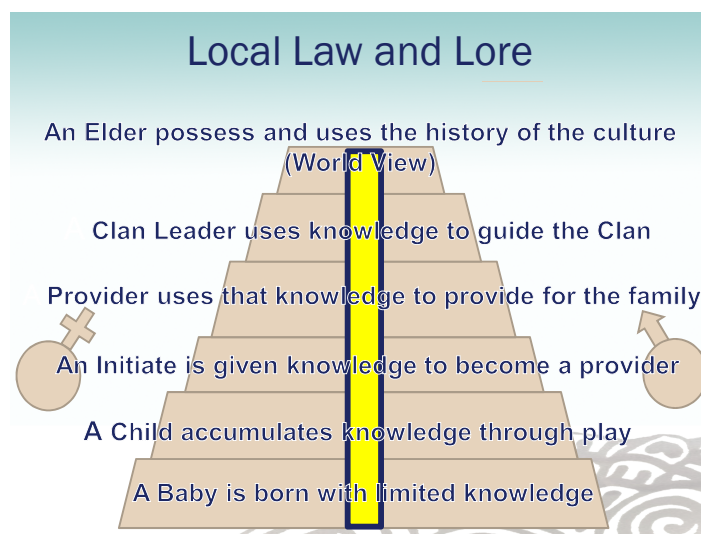 Local Law and Lore
An Elder possess and uses the history of the culture
(World View)
Clan Leader uses knowledge to guide the Clan
Provider uses that knowledge to provide for the family
An Initiate is given knowledge to become a provider
A Child accumulates knowledge through play
A Baby is born with limited knowledge